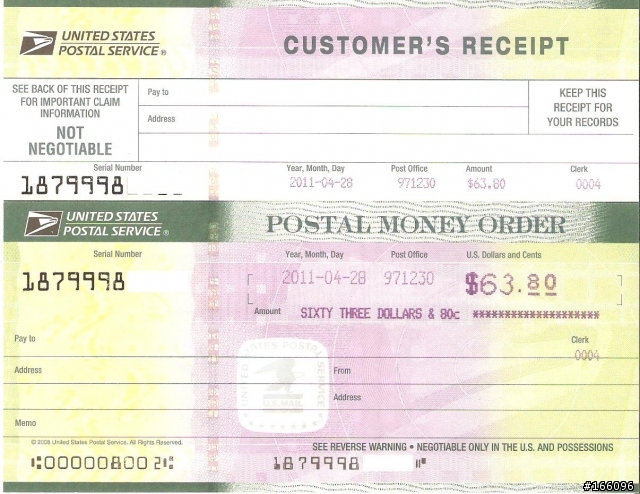 UNITED STATES
POSTAL SERVICE®
CUSTOMER'S RECEIPT
SEE BACK OF THIS RECEIPT
FOR IMPORTANT CLAIM
INFORMATION
NOT
NEGOTIABLE
Pay to
Address
KEEP THIS
RECEIPT FOR
YOUR RECORDS
Serial Number Year, Month, Day Post Office Amount Clerk
1879998 2011-04-28 971230 $63.80 0004
UNITED STATES
POSTAL SERVICE®
POSTAL MONEY ORDER
Serial Number Year, Month, Day Post Office U.S. Dollars and Cents
1879998 2011-04-28 971230 $63.80
Amount SIXTY THREE DOLLARS & 80c ********************
Pay to Clerk
0004
Address From
Address
Memo
UNITED STATES POSTAL SERVICE
U.S. MAIL
© 2008 United States Postal Service. All Rights Reserved.
SEE REVERSE WARNING • NEGOTIABLE ONLY IN THE U.S. AND POSSESSIONS
⑆000008002⑆ 1879998 ⑈
#166096